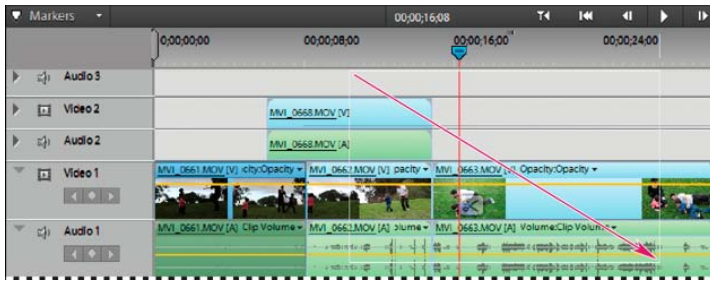 Markers
00;00;16;08
0;00;00;00 00;00;08;00 00;00;16;00 00;00;24;00
Audio 3
Video 2
MVI_0668.MOV [V]
Audio 2
MVI_0668.MOV [A]
Video 1
MVI_0661.MOV [V] city:Opacity MVI_0662.MOV [V] pacity MVI_0663.MOV [V] Opacity:Opacity
Audio 1
MVI_0661.MOV [A] Clip Volume MVI_0662.MOV [A] olume MVI_0663.MOV [A] Volume:Clip Volume